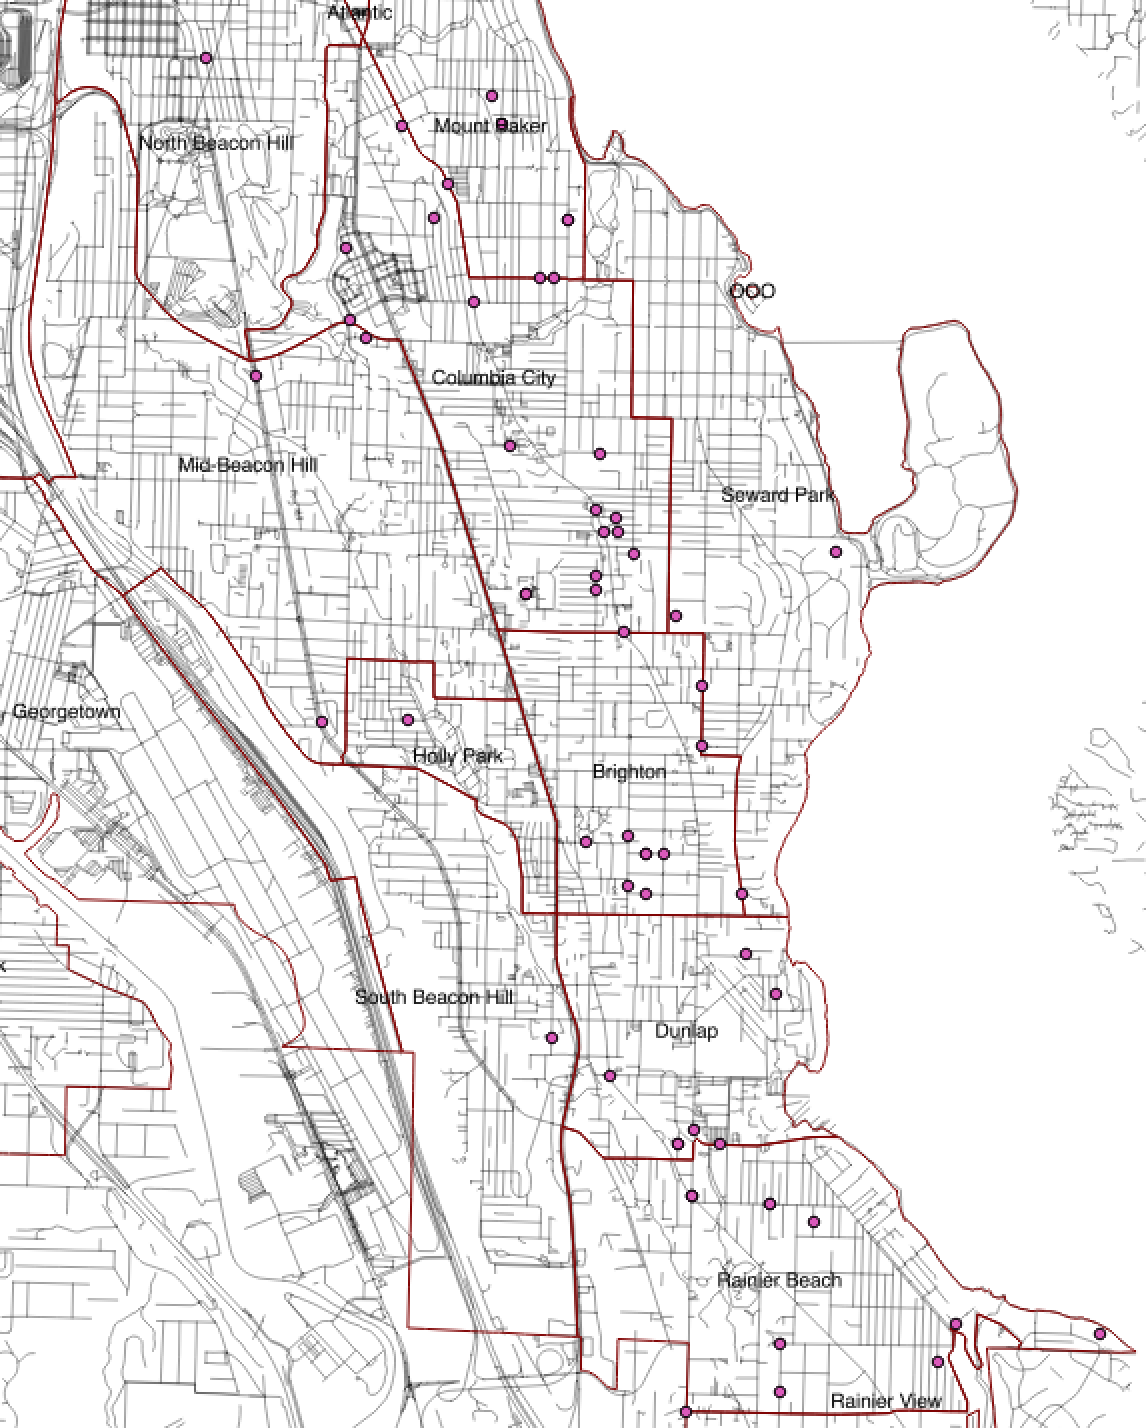 Atlantic
Mount Baker
North Beacon Hill
OOO
Columbia City
Mid-Beacon Hill
Seward Park
Georgetown
Holly Park
Brighton
South Beacon Hill
Dunlap
Rainier Beach
Rainier View